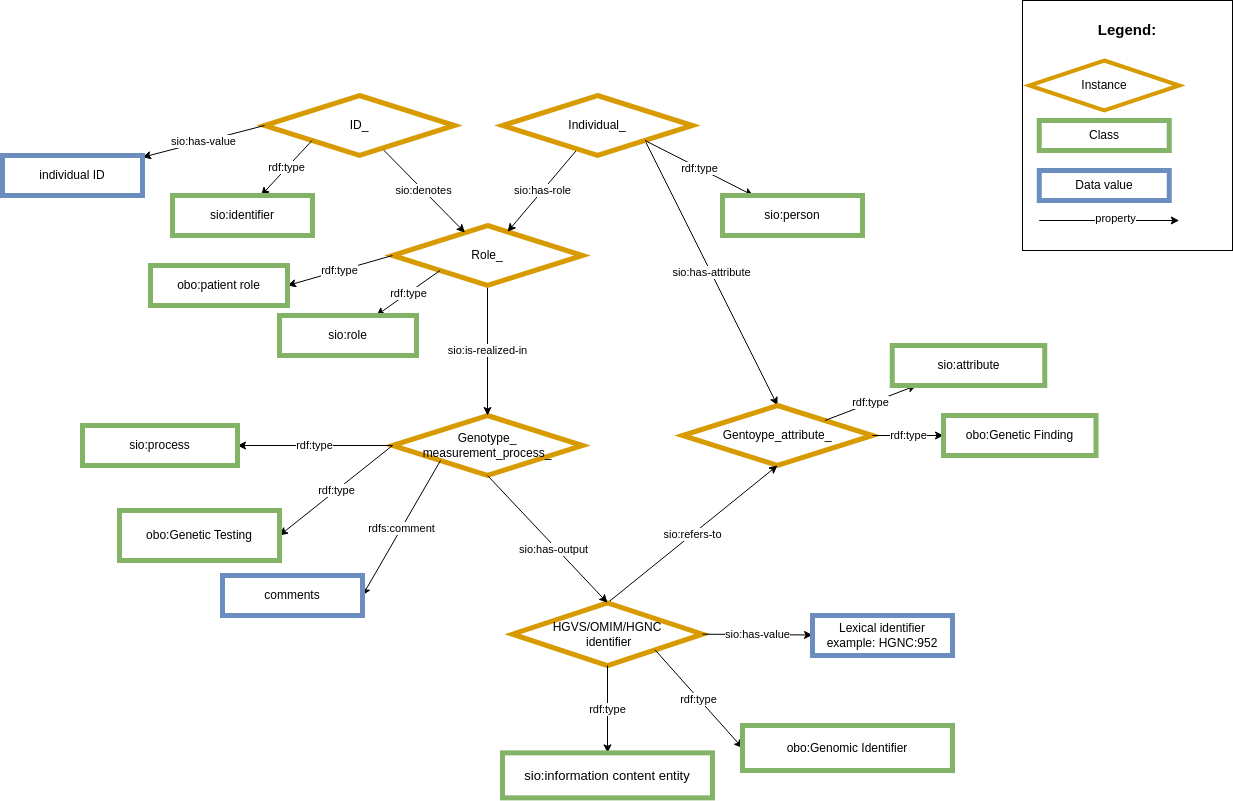 Legend:
Instance
Class
Data value
property
ID_
Individual_
sio:has-value
rdf:type
sio:denotes
sio:has-role
rdf:type
individual ID
sio:identifier
sio:person
Role_
rdf:type
rdf:type
obo:patient role
sio:role
sio:has-attribute
sio:is-realized-in
sio:attribute
rdf:type
Gentoype_attribute_
rdf:type
obo:Genetic Finding
sio:process
rdf:type
Genotype_
measurement_process_
rdf:type
obo:Genetic Testing
rdfs:comment
comments
sio:has-output
sio:refers-to
HGVS/OMIM/HGNC
identifier
sio:has-value
Lexical identifier
example: HGNC:952
rdf:type
rdf:type
obo:Genomic Identifier
sio:information content entity